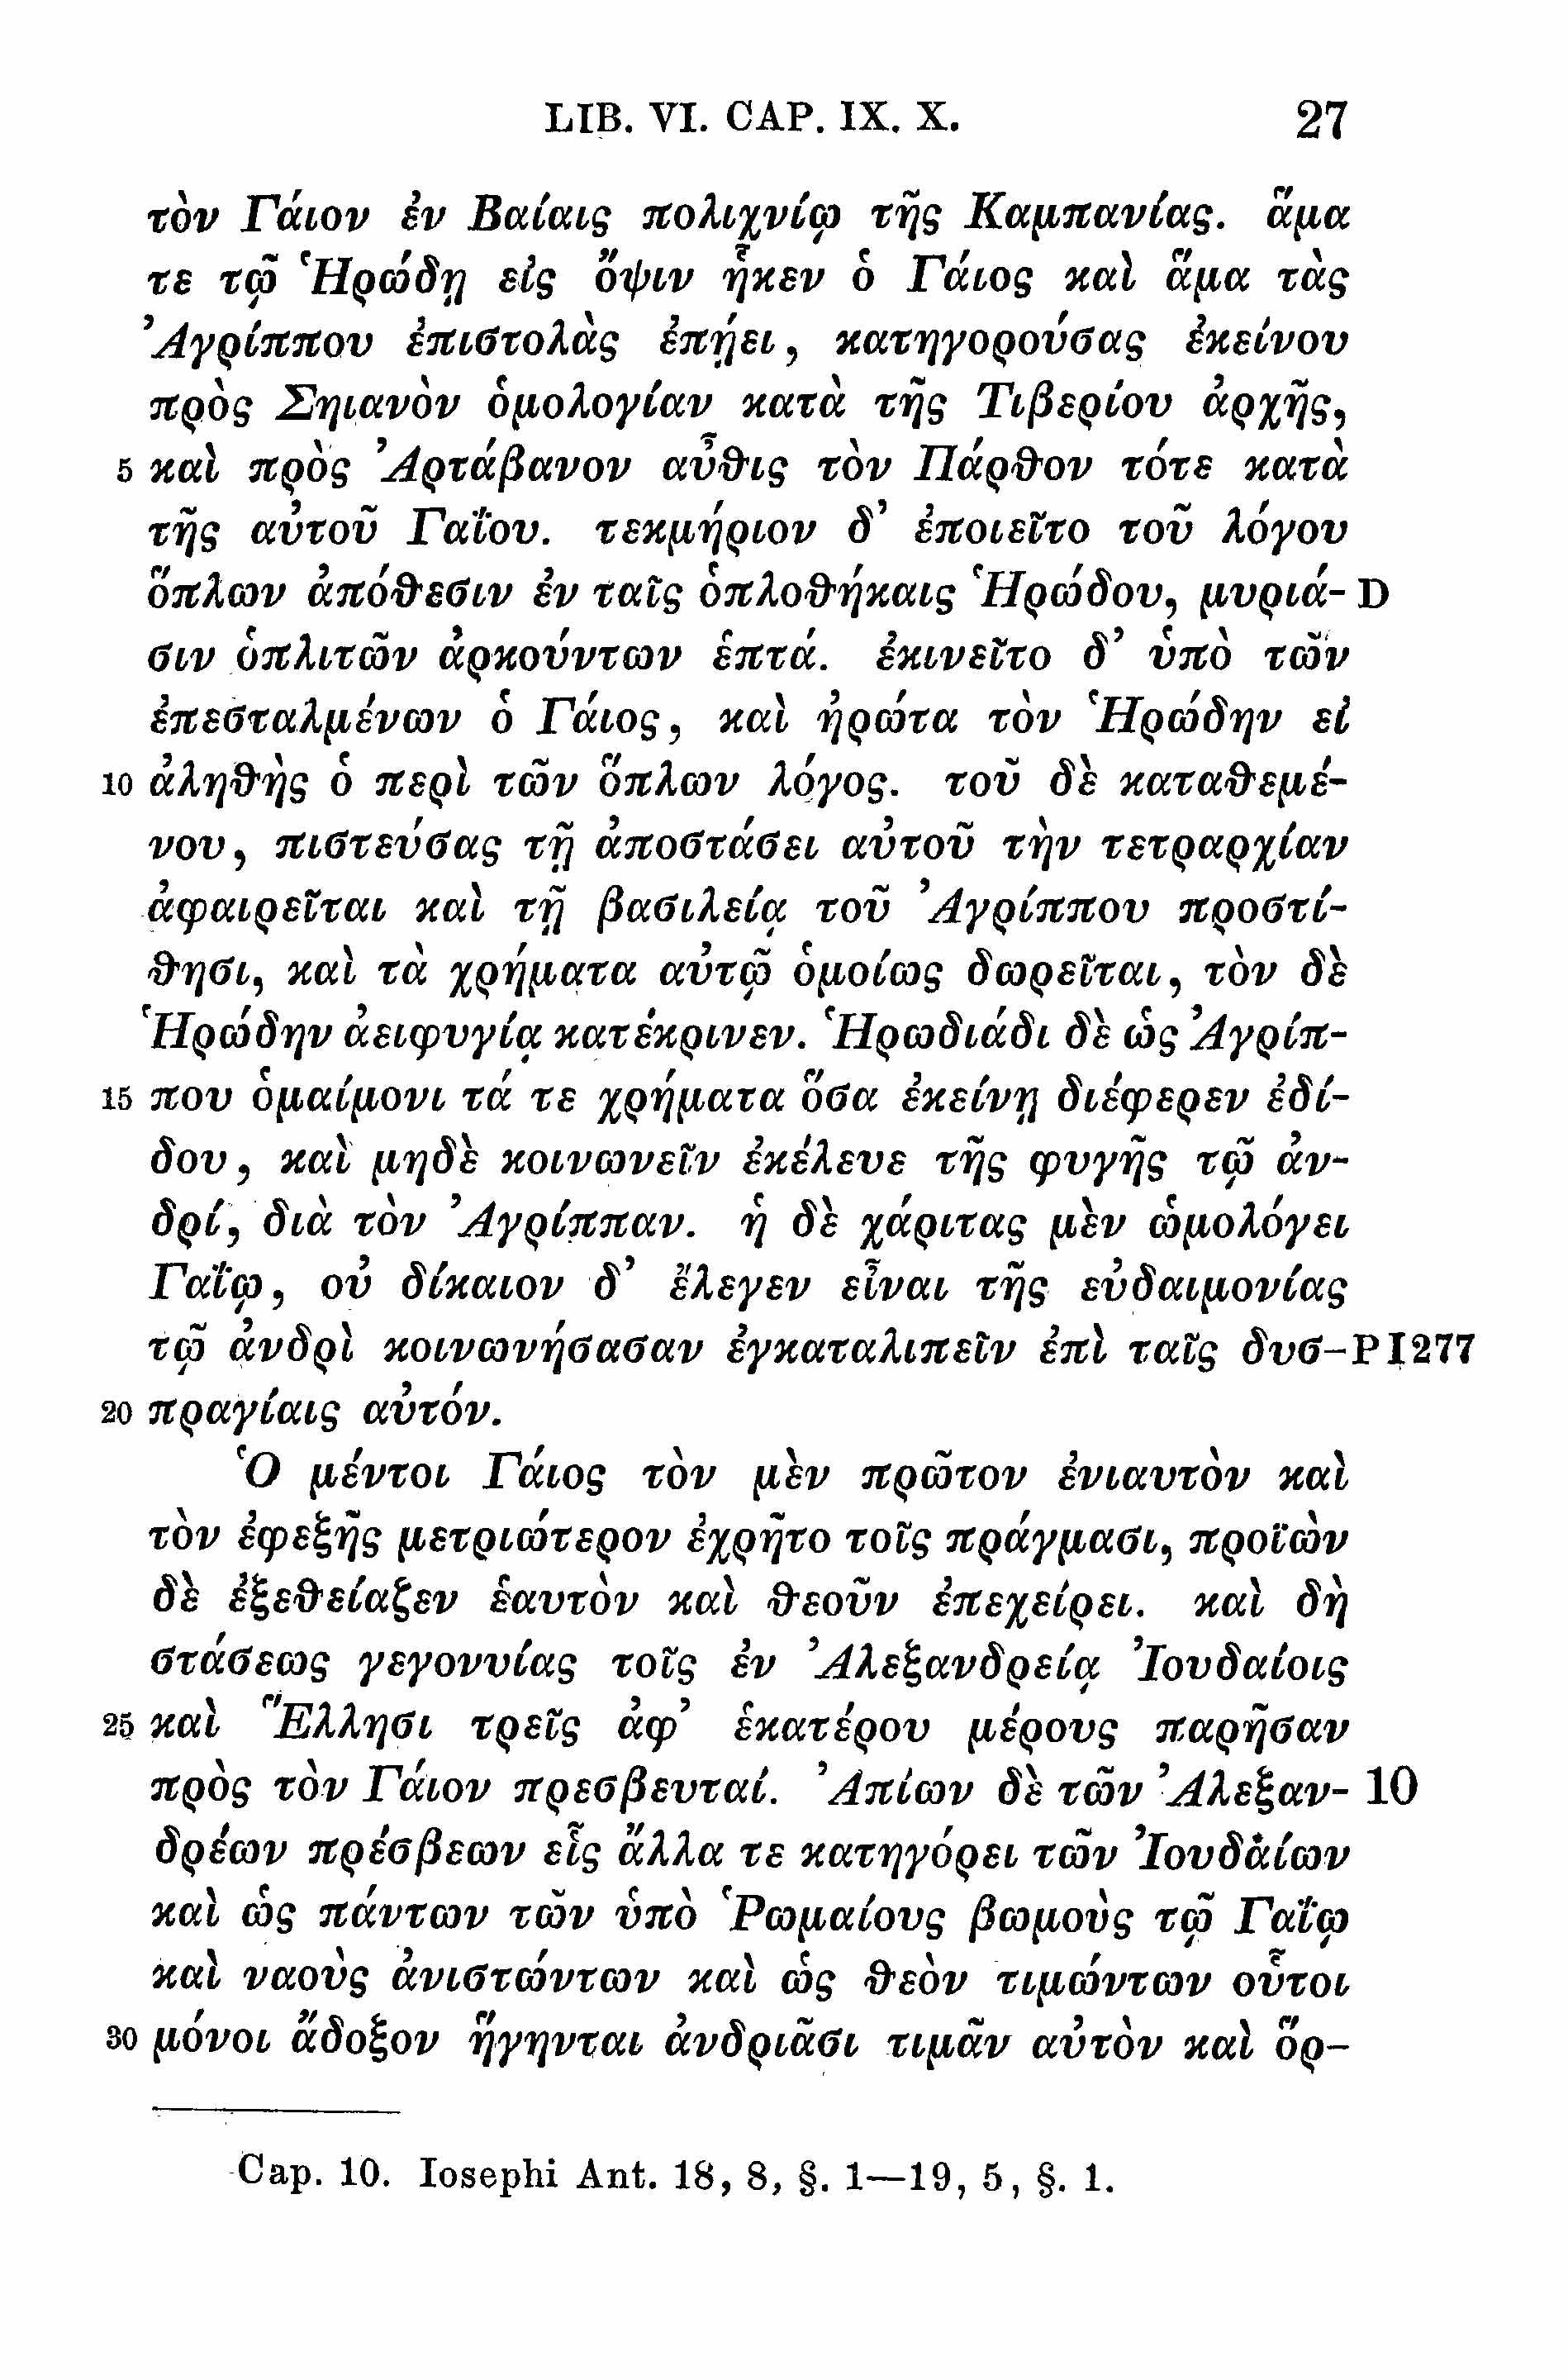 LIB. VI. CAP. IX. X. 27
τὸν Γάιον ἐν Βαίαις πολιχνίῳ τῆς Καμπανίας. ἅμα
τε τῷ Ἡρώδῃ εἰς ὄψιν ἧκεν ὁ Γάιος καὶ ἅμα τὰς
Ἀγρίππου ἐπιστολὰς ἐπῄει, κατηγορούσας ἐκείνου
πρὸς Σηιανὸν ὁμολογίαν κατὰ τῆς Τιβερίου ἀρχῆς,
5 καὶ πρὸς Ἀρτάβανον αὖθις τὸν Πάρθον τότε κατὰ
τῆς αὐτοῦ Γαΐου. τεκμήριον δ’ ἐποιεῖτο τοῦ λόγου
ὅπλων ἀπόθεσιν ἐν ταῖς ὁπλοθήκαις Ἡρώδου, μυριά- D
σιν ὁπλιτῶν ἀρκούντων ἑπτά. ἐκινεῖτο δ’ ὑπὸ τῶν
ἐπεσταλμένων ὁ Γάιος, καὶ ἠρώτα τὸν Ἡρώδην εἰ
10 ἀληθὴς ὁ περὶ τῶν ὅπλων λόγος. τοῦ δὲ καταθεμέ-
νου, πιστεύσας τῇ ἀποστάσει αὐτοῦ τὴν τετραρχίαν
ἀφαιρεῖται καὶ τῇ βασιλείᾳ τοῦ Ἀγρίππου προστί-
θησι, καὶ τὰ χρήματα αὐτῷ ὁμοίως δωρεῖται, τὸν δὲ
Ἡρώδην ἀειφυγίᾳ κατέκρινεν. Ἡρωδιάδι δὲ ὡς Ἀγρίπ-
15 που ὁμαίμονι τά τε χρήματα ὅσα ἐκείνῃ διέφερεν ἐδί-
δου, καὶ μηδὲ κοινωνεῖν ἐκέλευε τῆς φυγῆς τῷ ἀν-
δρί, διὰ τὸν Ἀγρίππαν. ἡ δὲ χάριτας μὲν ὡμολόγει
Γαΐῳ, οὐ δίκαιον δ’ ἔλεγεν εἶναι τῆς εὐδαιμονίας
τῷ ἀνδρὶ κοινωνήσασαν ἐγκαταλιπεῖν ἐπὶ ταῖς δυσ- P I 277
20 πραγίαις αὐτόν.
Ὁ μέντοι Γάιος τὸν μὲν πρῶτον ἐνιαυτὸν καὶ
τὸν ἐφεξῆς μετριώτερον ἐχρῆτο τοῖς πράγμασι, προϊὼν
δὲ ἐξεθείαζεν ἑαυτὸν καὶ θεοῦν ἐπεχείρει. καὶ δὴ
στάσεως γεγονυίας τοῖς ἐν Ἀλεξανδρείᾳ Ἰουδαίοις
25 καὶ Ἕλλησι τρεῖς ἀφ’ ἑκατέρου μέρους παρῆσαν
πρὸς τὸν Γάιον πρεσβευταί. Ἀπίων δὲ τῶν Ἀλεξαν- 10
δρέων πρέσβεων εἷς ἄλλα τε κατηγόρει τῶν Ἰουδαίων
καὶ ὡς πάντων τῶν ὑπὸ Ῥωμαίους βωμοὺς τῷ Γαΐῳ
καὶ ναοὺς ἀνιστώντων καὶ ὡς θεὸν τιμώντων οὗτοι
30 μόνοι ἄδοξον ἥγηνται ἀνδριᾶσι τιμᾶν αὐτὸν καὶ ὅρ-
Cap. 10. Iosephi Ant. 18, 8, §. 1—19, 5, §. 1.